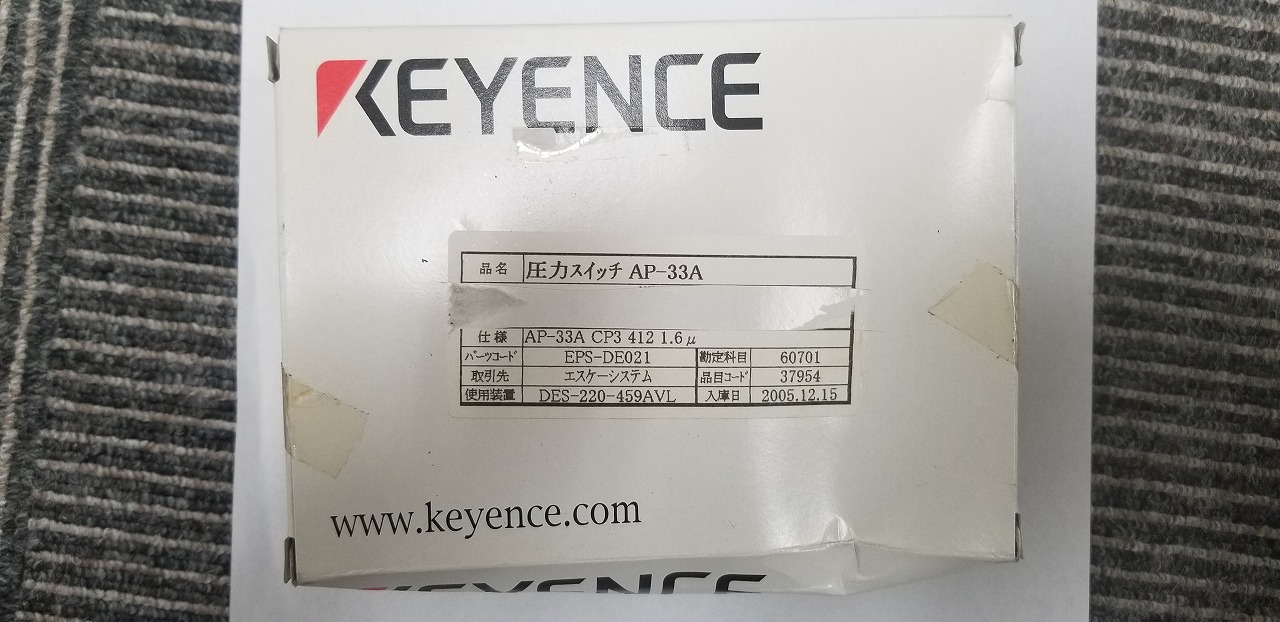 KEYENCE
品名 圧力スイッチ AP-33A
仕様 AP-33A CP3 412 1.6μ
パーツコード EPS-DE021 勘定科目 60701
取引先 エスケーシステム 品目コード 37954
使用装置 DES-220-459AVL 入庫日 2005.12.15
www.keyence.com
KEYENCE